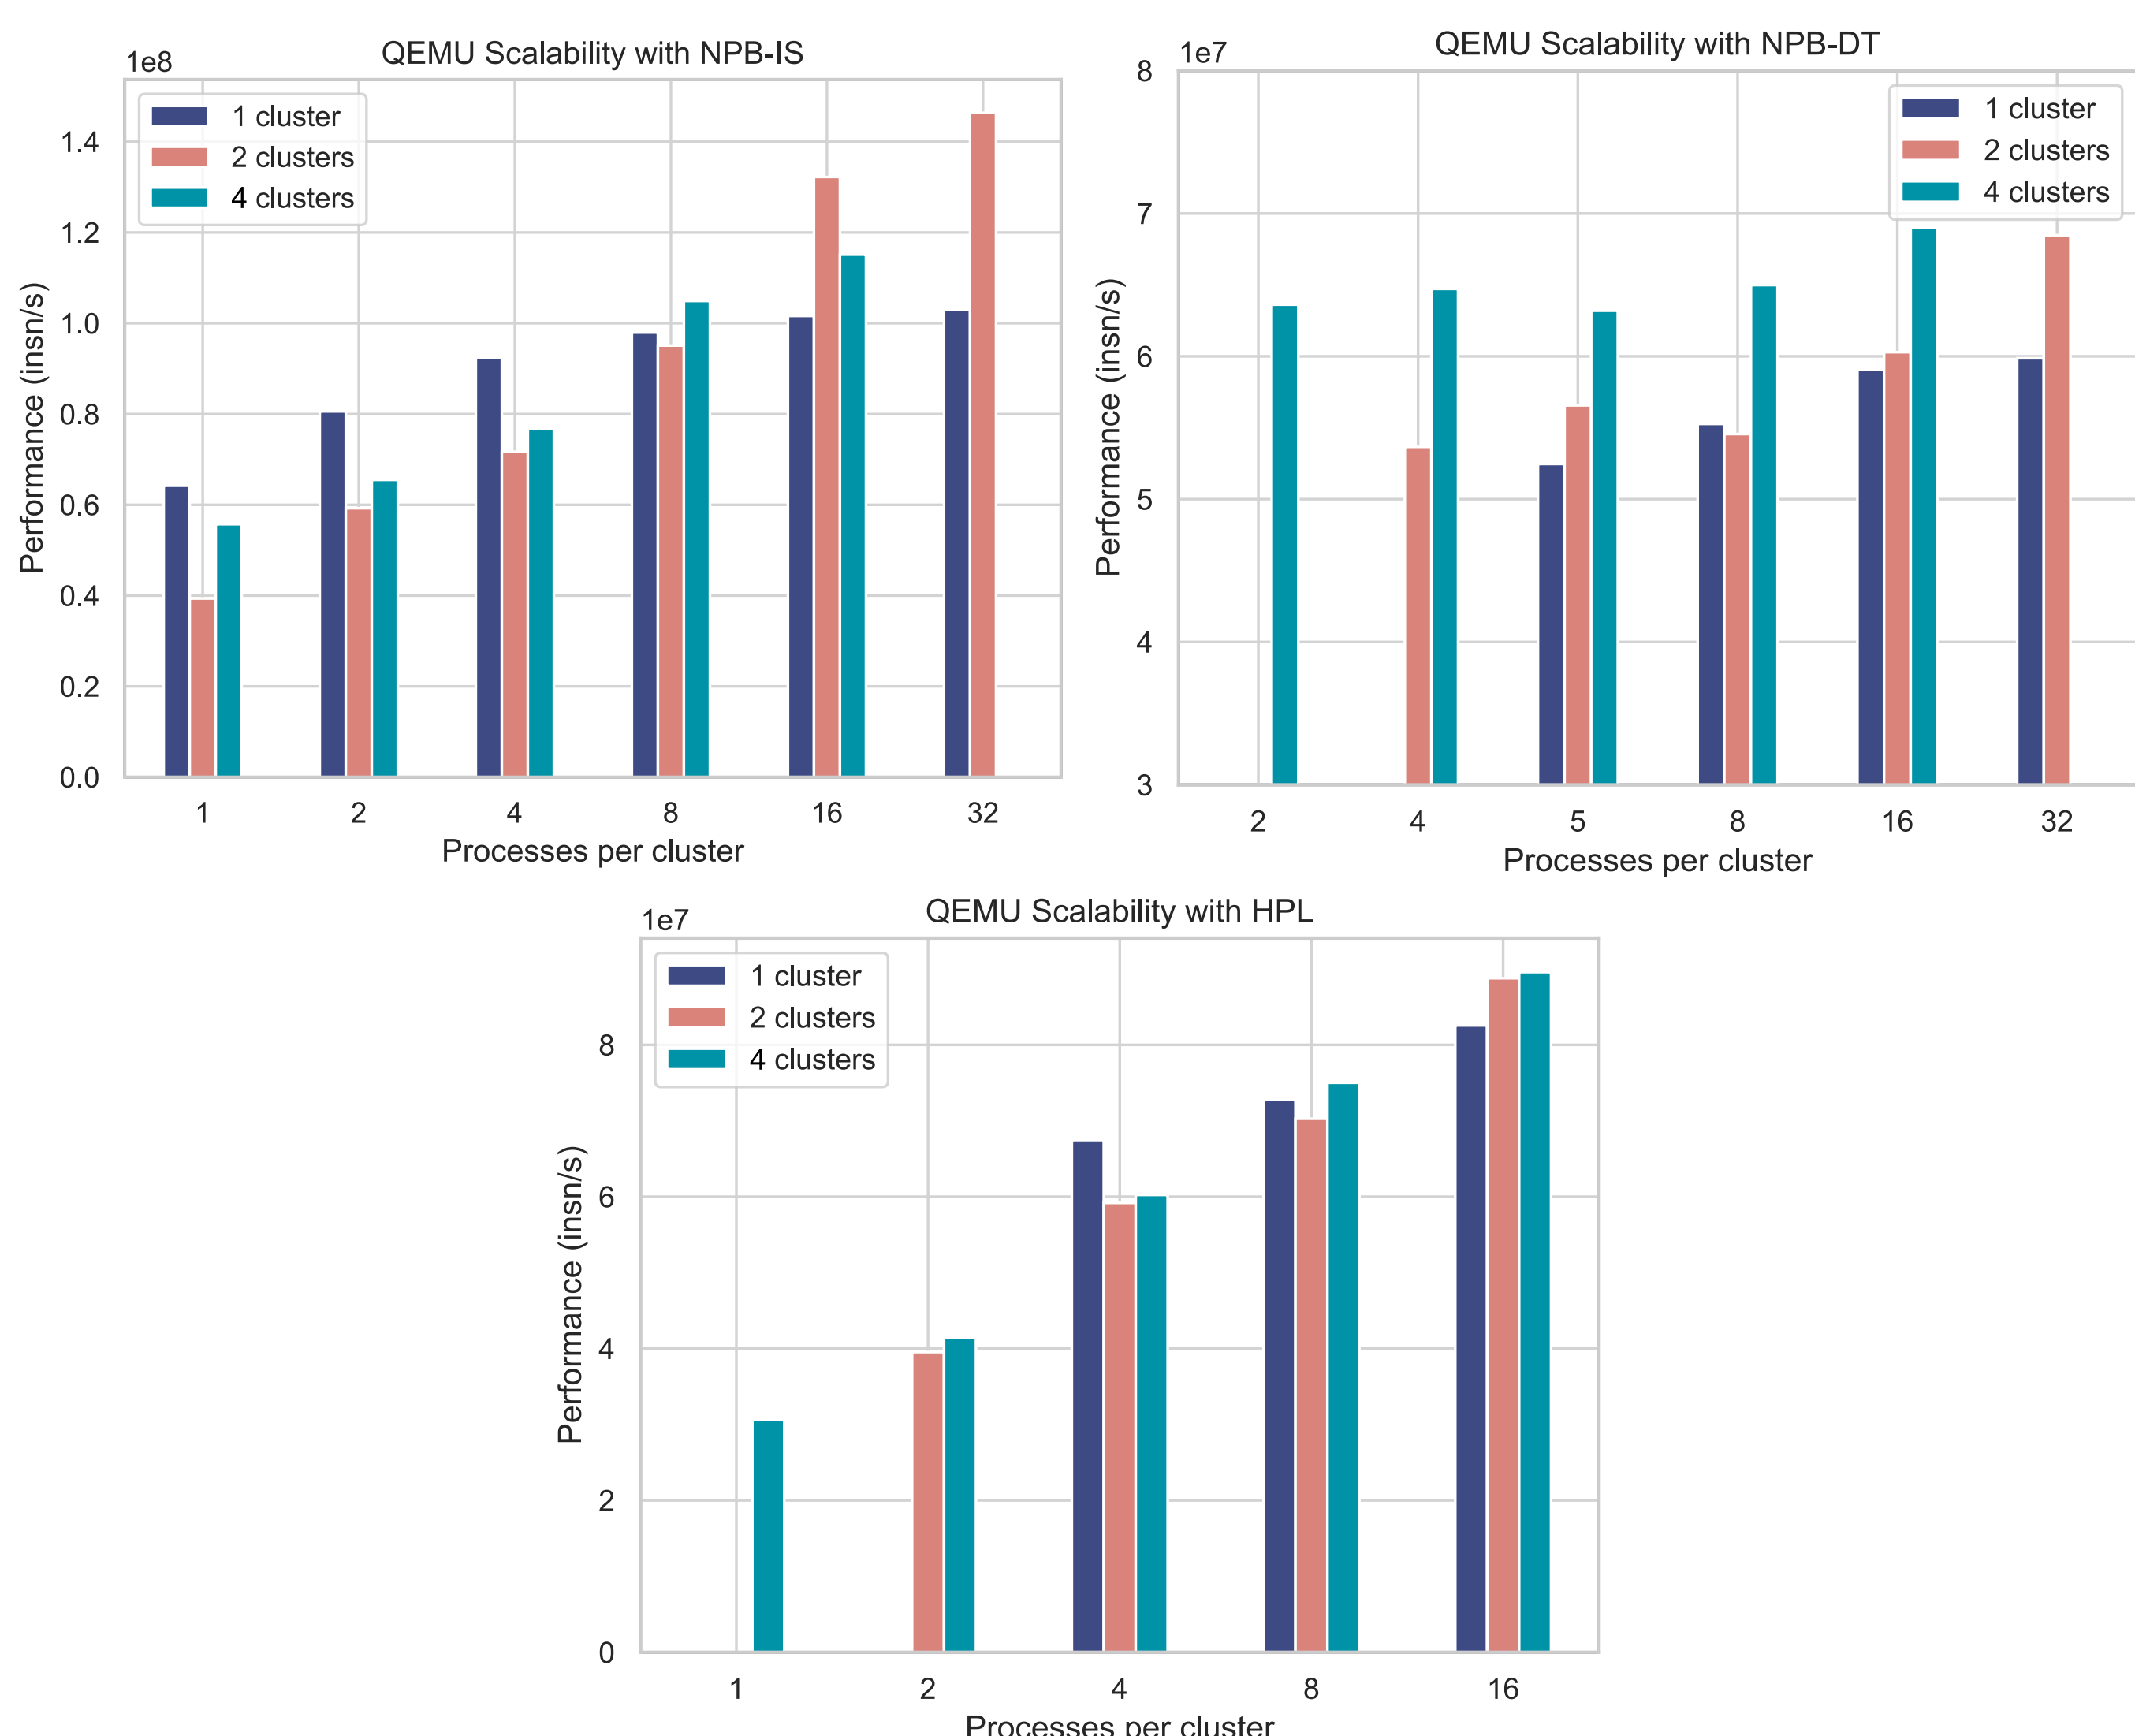 QEMU Scalability with NPB-IS
1e8
1 cluster
2 clusters
4 clusters
1.4
1.2
1.0
0.8
0.6
0.4
0.2
0.0
Performance (insn/s)
1 2 4 8 16 32
Processes per cluster
QEMU Scalability with NPB-DT
1e7
1 cluster
2 clusters
4 clusters
8
7
6
5
4
3
Performance (insn/s)
2 4 5 8 16 32
Processes per cluster
QEMU Scalability with HPL
1e7
1 cluster
2 clusters
4 clusters
8
6
4
2
0
Performance (insn/s)
1 2 4 8 16
Processes per cluster